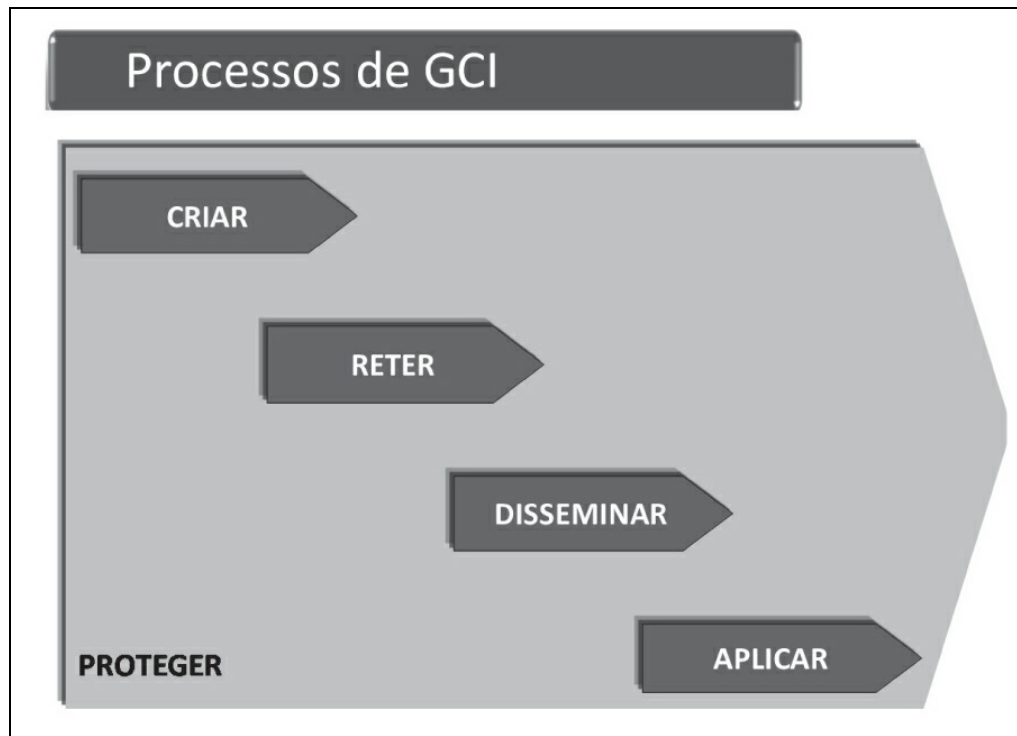 Processos de GCI
CRIAR
RETER
DISSEMINAR
APLICAR
PROTEGER